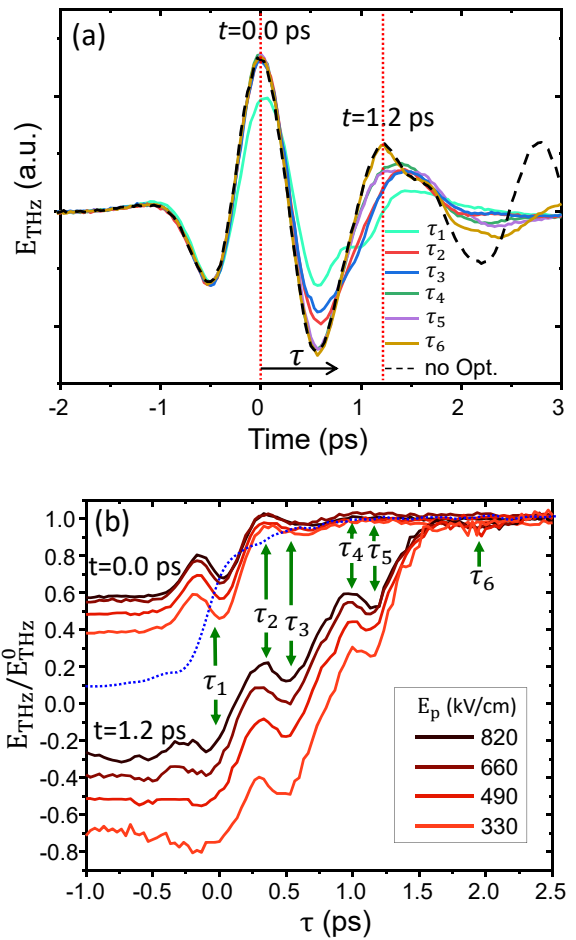 (a)
t=0.0 ps
t=1.2 ps
E_THz (a.u.)
τ₁
τ₂
τ₃
τ₄
τ₅
τ₆
no Opt.
τ
-2 -1 0 1 2 3
Time (ps)
(b)
1.0
0.8
0.6
0.4
0.2
0.0
-0.2
-0.4
-0.6
-0.8
E_THz/E⁰_THz
t=0.0 ps
τ₁
τ₂
τ₃
τ₄
τ₅
τ₆
t=1.2 ps
E_p (kV/cm)
820
660
490
330
-1.0 -0.5 0.0 0.5 1.0 1.5 2.0 2.5
τ (ps)